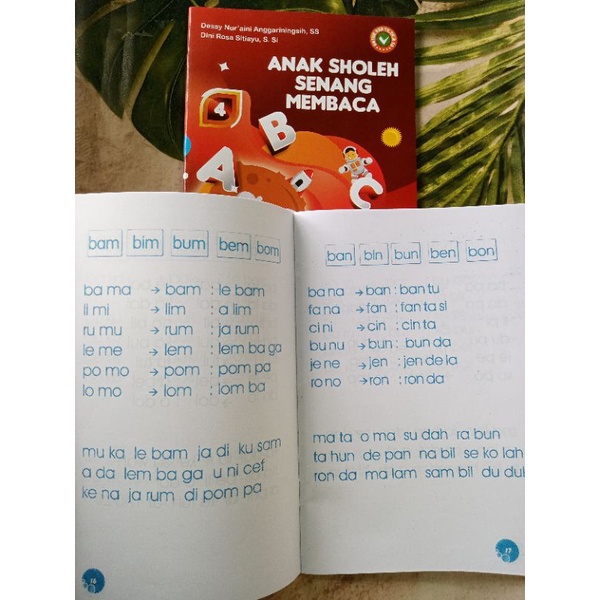 Dessy Nur'aini Anggariningsih, SS
Dini Rosa Sitiayu, S. Si
ANAK SHOLEH
SENANG
MEMBACA
4
A B C
bam bim bum bem bom
ba ma → bam : le bam
li mi → lim : a lim
ru mu → rum : ja rum
le me → lem : lem ba ga
po mo → pom : pom pa
lo mo → lom : lom ba
mu ka le bam ja di ku sam
a da lem ba ga u ni cef
ke na ja rum di pom pa
16
ban bin bun ben bon
ba na → ban : ban tu
fa na → fan : fan ta si
ci ni → cin : cin ta
bu nu → bun : bun da
je ne → jen : jen de la
ro no → ron : ron da
ma ta o ma su dah ra bun
ta hun de pan na bil se ko lah
ron da ma lam sam bil du duk
17